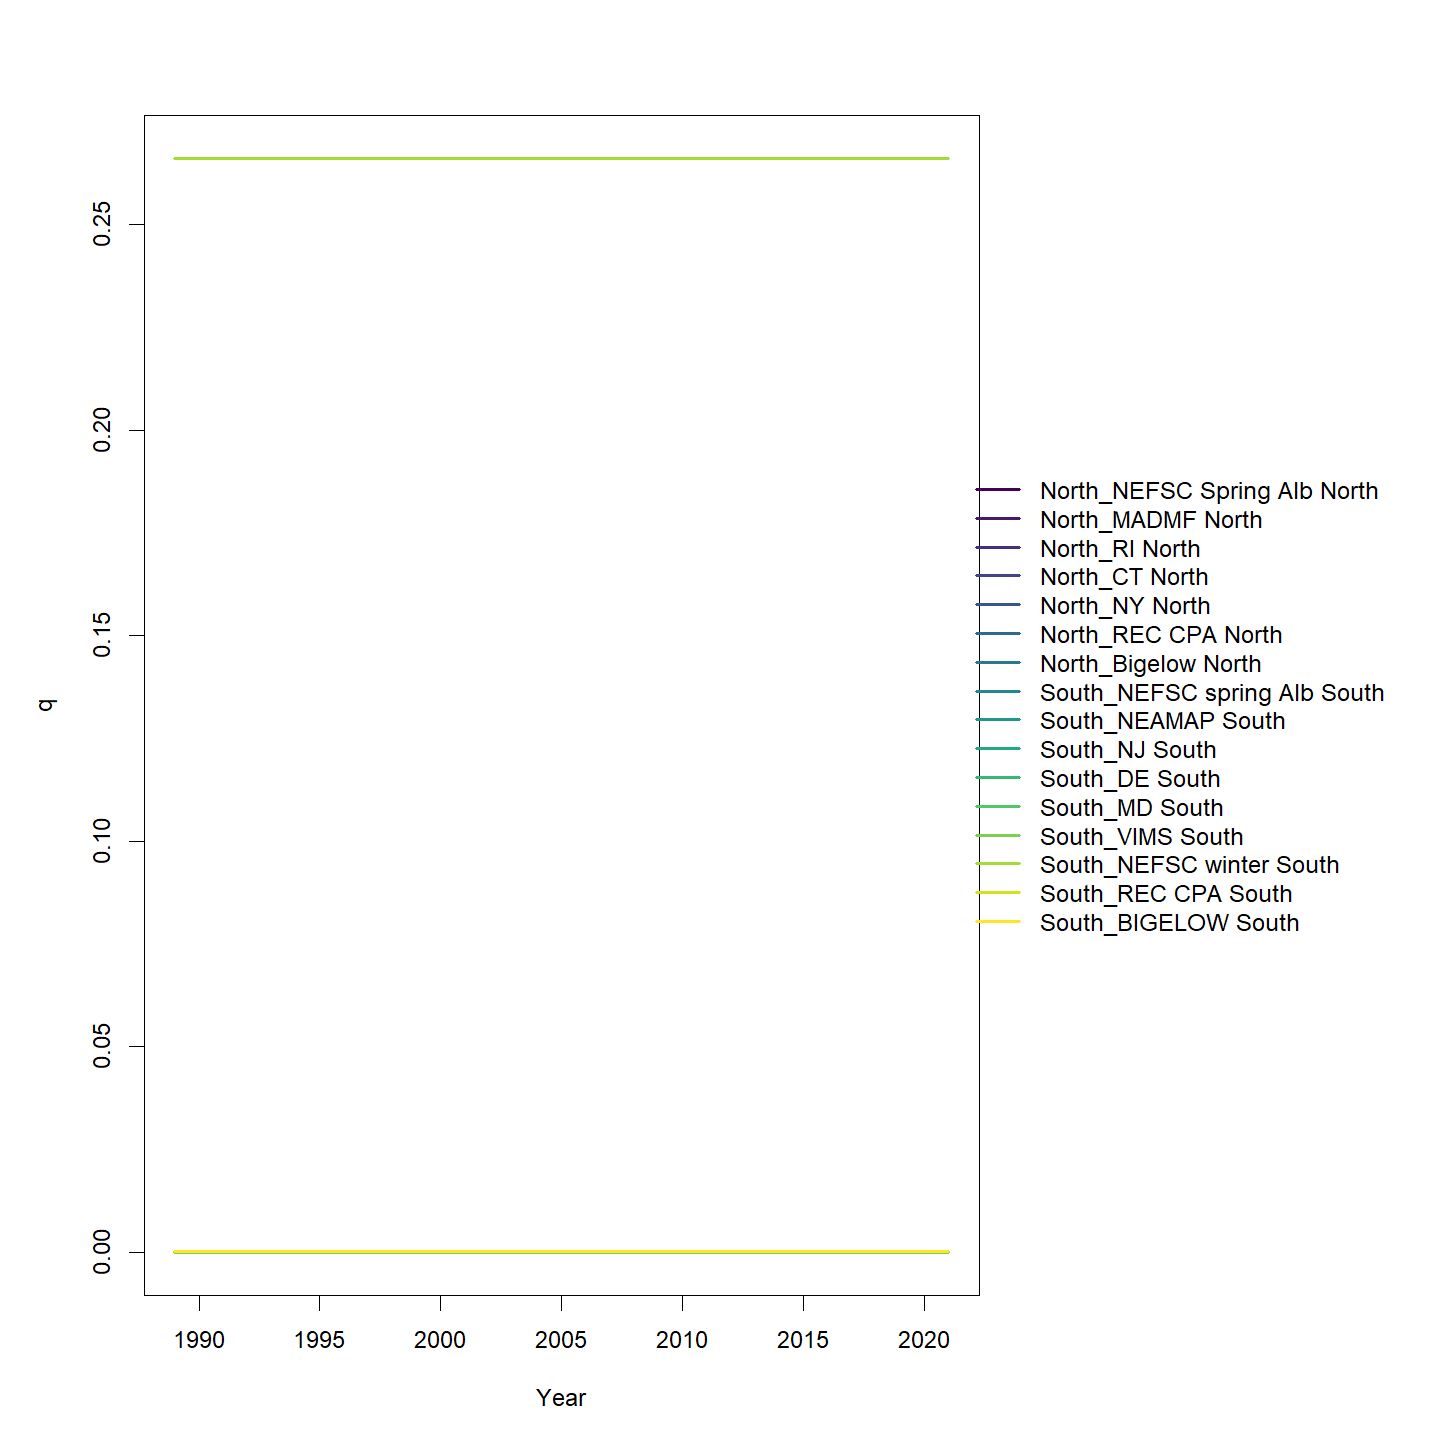 0.25
0.20
0.15
0.10
0.05
0.00
q
1990 1995 2000 2005 2010 2015 2020
Year
North_NEFSC Spring Alb North
North_MADMF North
North_RI North
North_CT North
North_NY North
North_REC CPA North
North_Bigelow North
South_NEFSC spring Alb South
South_NEAMAP South
South_NJ South
South_DE South
South_MD South
South_VIMS South
South_NEFSC winter South
South_REC CPA South
South_BIGELOW South